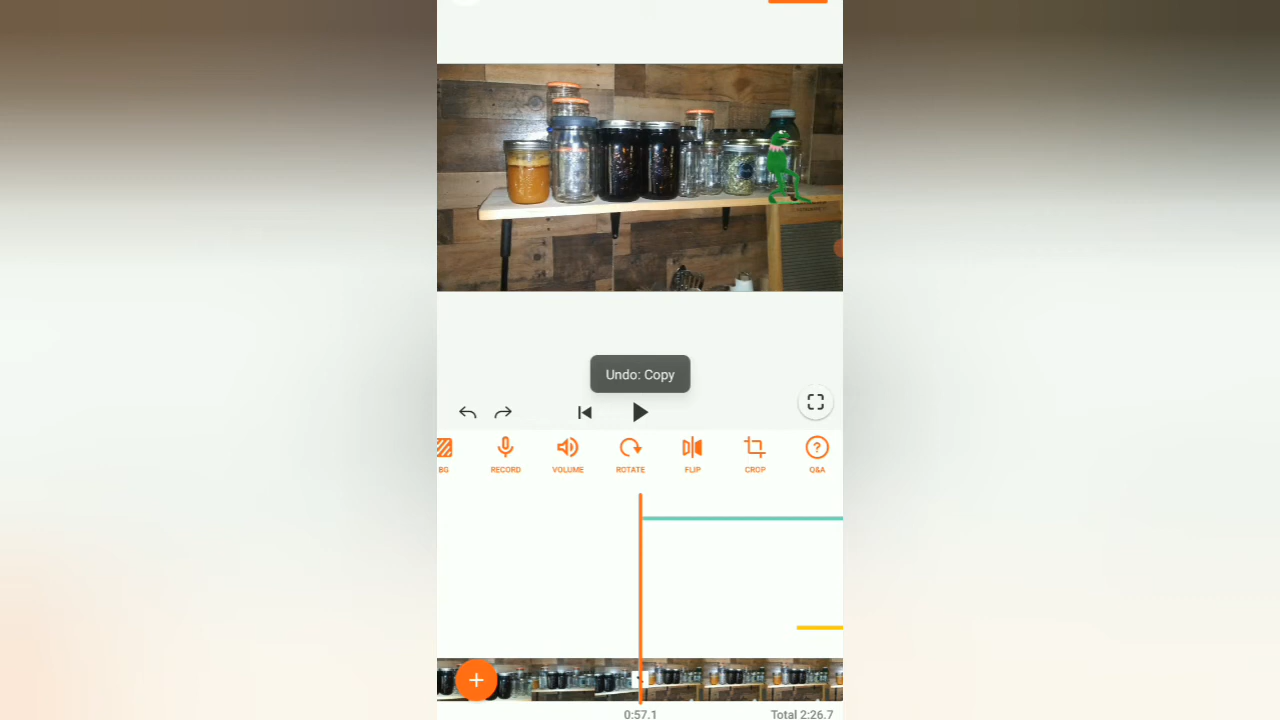 Undo: Copy
BG RECORD VOLUME ROTATE FLIP CROP Q&A
0:57.1 Total 2:26.7